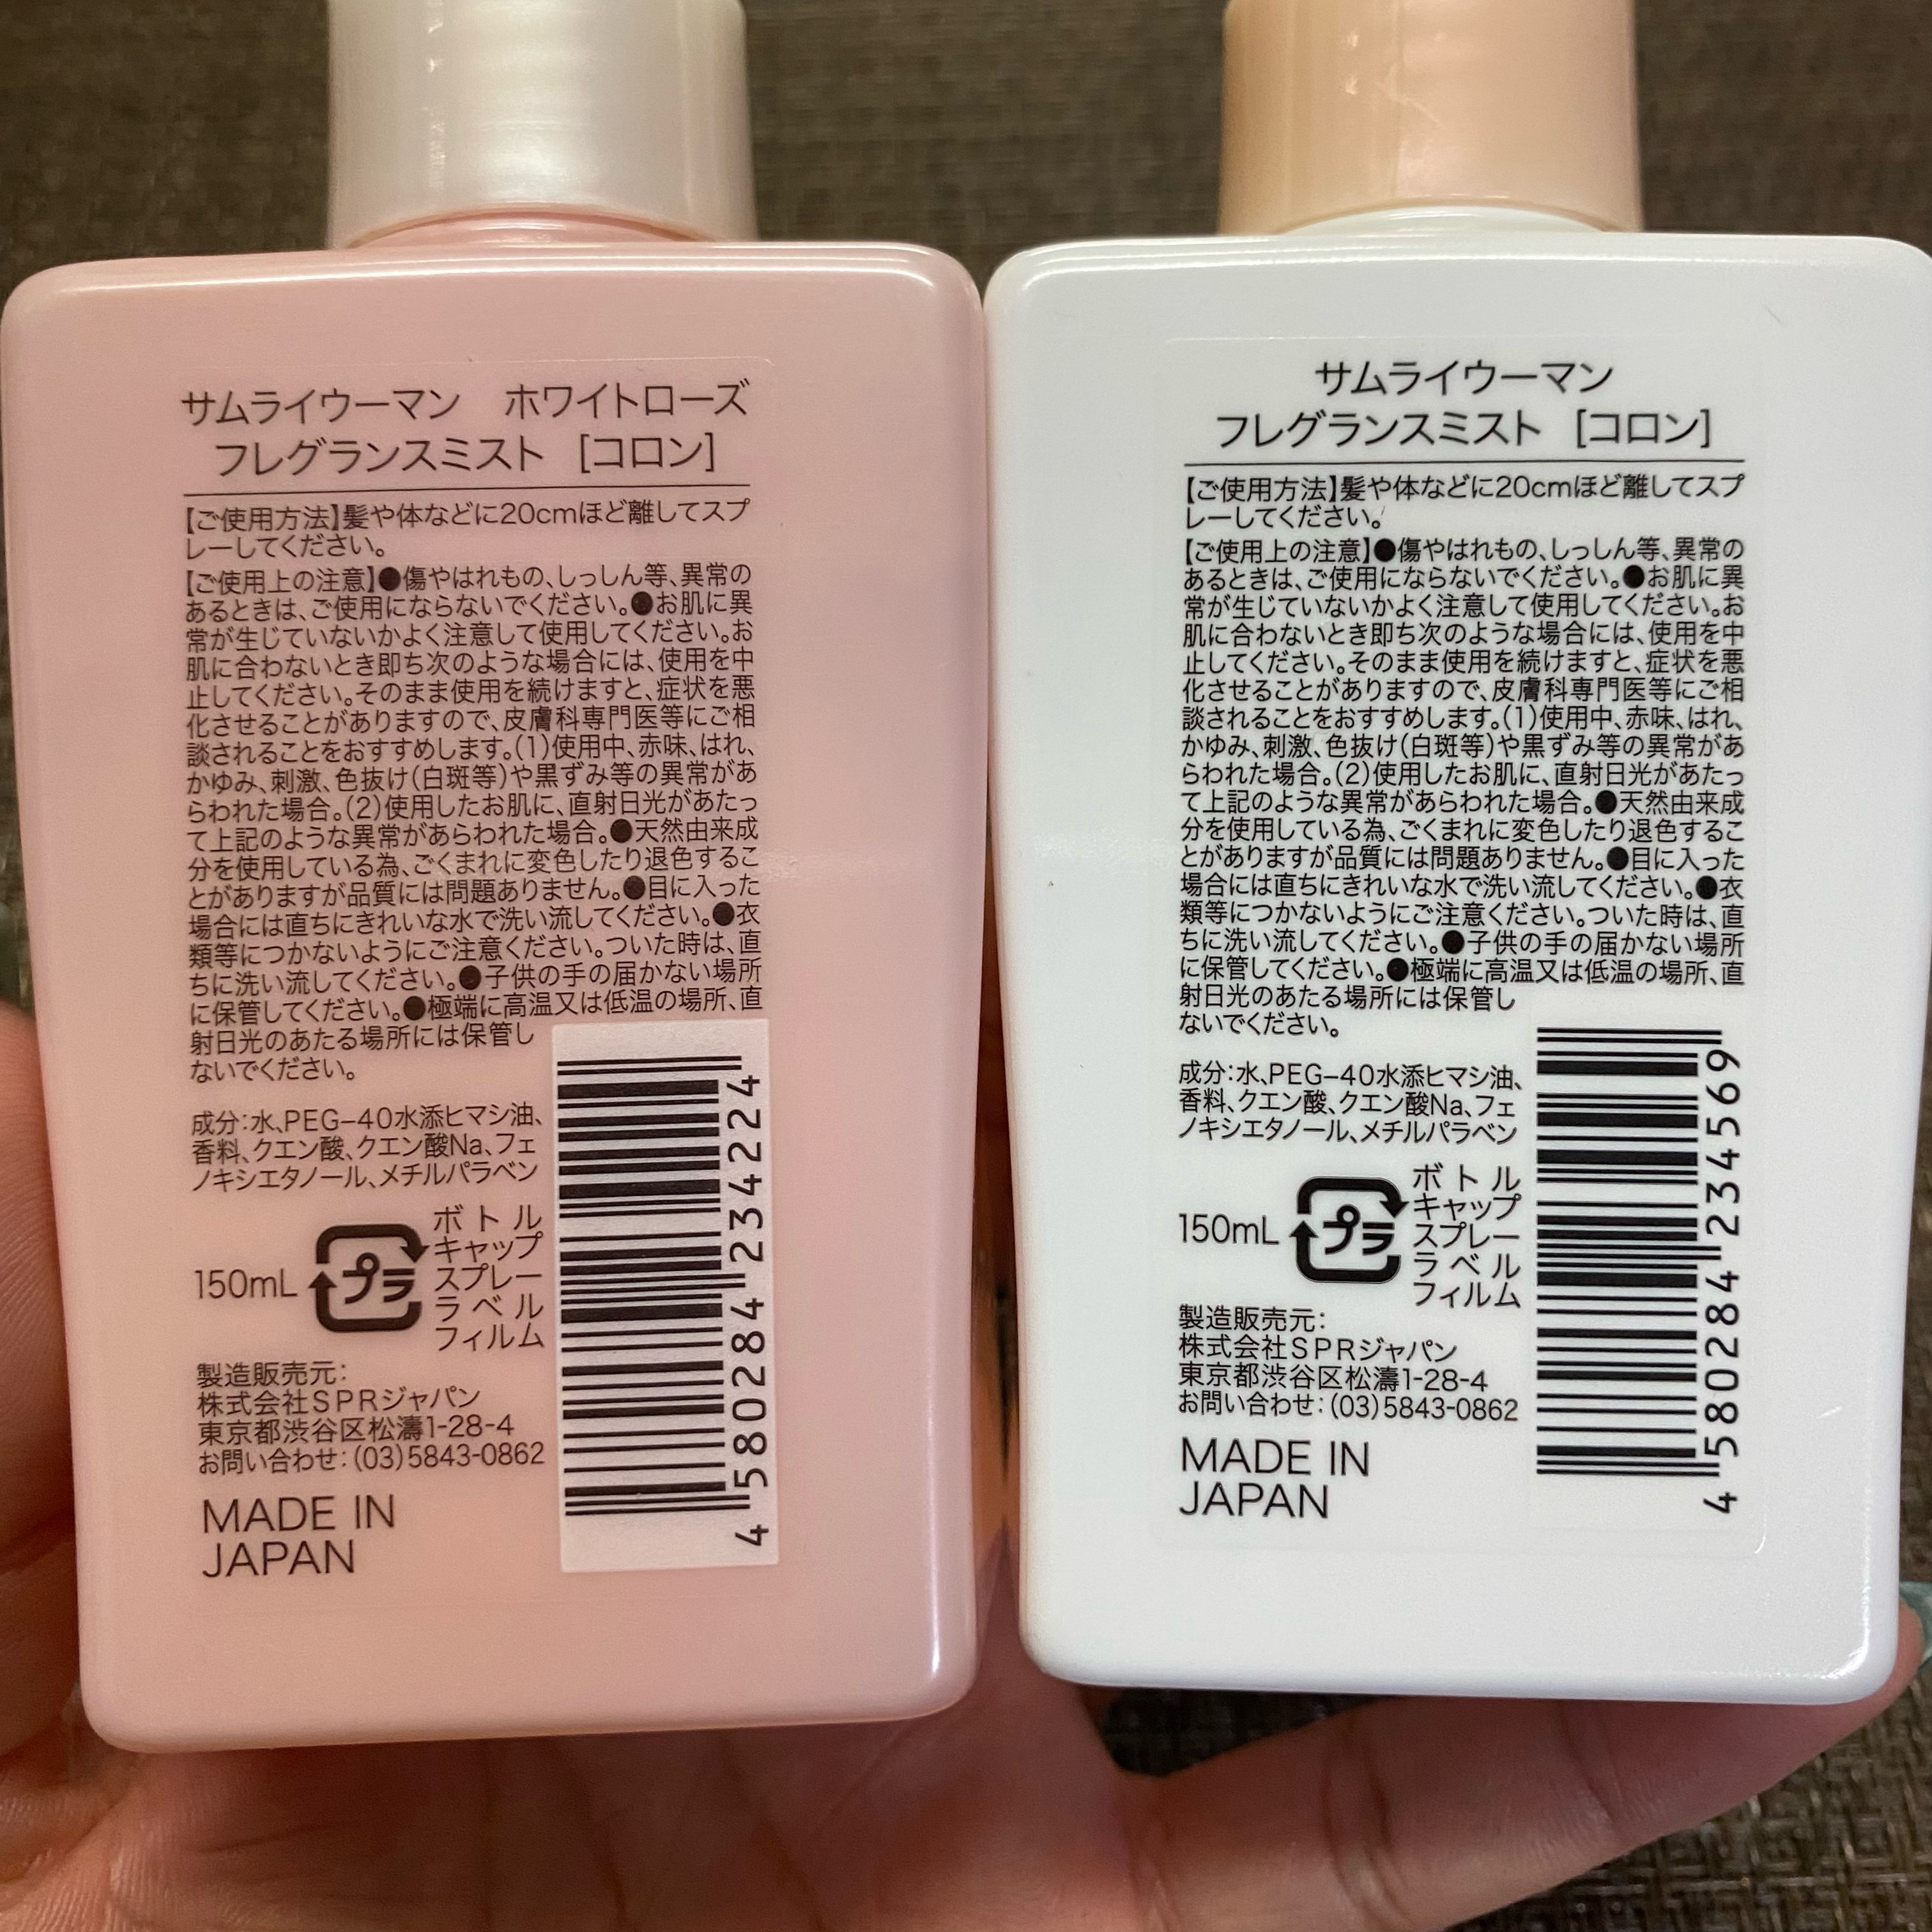 サムライウーマン ホワイトローズ
フレグランスミスト [コロン]
【ご使用方法】髪や体などに20cmほど離してスプ
レーしてください。
【ご使用上の注意】●傷やはれもの、しっしん等、異常の
あるときは、ご使用にならないでください。●お肌に異
常が生じていないかよく注意して使用してください。お
肌に合わないとき即ち次のような場合には、使用を中
止してください。そのまま使用を続けますと、症状を悪
化させることがありますので、皮膚科専門医等にご相
談されることをおすすめします。(1)使用中、赤味、はれ、
かゆみ、刺激、色抜け(白斑等)や黒ずみ等の異常があ
らわれた場合。(2)使用したお肌に、直射日光があたっ
て上記のような異常があらわれた場合。●天然由来成
分を使用している為、ごくまれに変色したり退色するこ
とがありますが品質には問題ありません。●目に入った
場合には直ちにきれいな水で洗い流してください。●衣
類等につかないようにご注意ください。ついた時は、直
ちに洗い流してください。●子供の手の届かない場所
に保管してください。●極端に高温又は低温の場所、直
射日光のあたる場所には保管し
ないでください。
成分:水、PEG-40水添ヒマシ油、
香料、クエン酸、クエン酸Na、フェ
ノキシエタノール、メチルパラベン
150mL
プラ
ボトル
キャップ
スプレー
ラベル
フィルム
製造販売元:
株式会社SPRジャパン
東京都渋谷区松濤1-28-4
お問い合わせ:(03)5843-0862
MADE IN
JAPAN
4 580284 234224
サムライウーマン
フレグランスミスト [コロン]
【ご使用方法】髪や体などに20cmほど離してスプ
レーしてください。
【ご使用上の注意】●傷やはれもの、しっしん等、異常の
あるときは、ご使用にならないでください。●お肌に異
常が生じていないかよく注意して使用してください。お
肌に合わないとき即ち次のような場合には、使用を中
止してください。そのまま使用を続けますと、症状を悪
化させることがありますので、皮膚科専門医等にご相
談されることをおすすめします。(1)使用中、赤味、はれ、
かゆみ、刺激、色抜け(白斑等)や黒ずみ等の異常があ
らわれた場合。(2)使用したお肌に、直射日光があたっ
て上記のような異常があらわれた場合。●天然由来成
分を使用している為、ごくまれに変色したり退色するこ
とがありますが品質には問題ありません。●目に入った
場合には直ちにきれいな水で洗い流してください。●衣
類等につかないようにご注意ください。ついた時は、直
ちに洗い流してください。●子供の手の届かない場所
に保管してください。●極端に高温又は低温の場所、直
射日光のあたる場所には保管し
ないでください。
成分:水、PEG-40水添ヒマシ油、
香料、クエン酸、クエン酸Na、フェ
ノキシエタノール、メチルパラベン
150mL
プラ
ボトル
キャップ
スプレー
ラベル
フィルム
製造販売元:
株式会社SPRジャパン
東京都渋谷区松濤1-28-4
お問い合わせ:(03)5843-0862
MADE IN
JAPAN
4 580284 234569